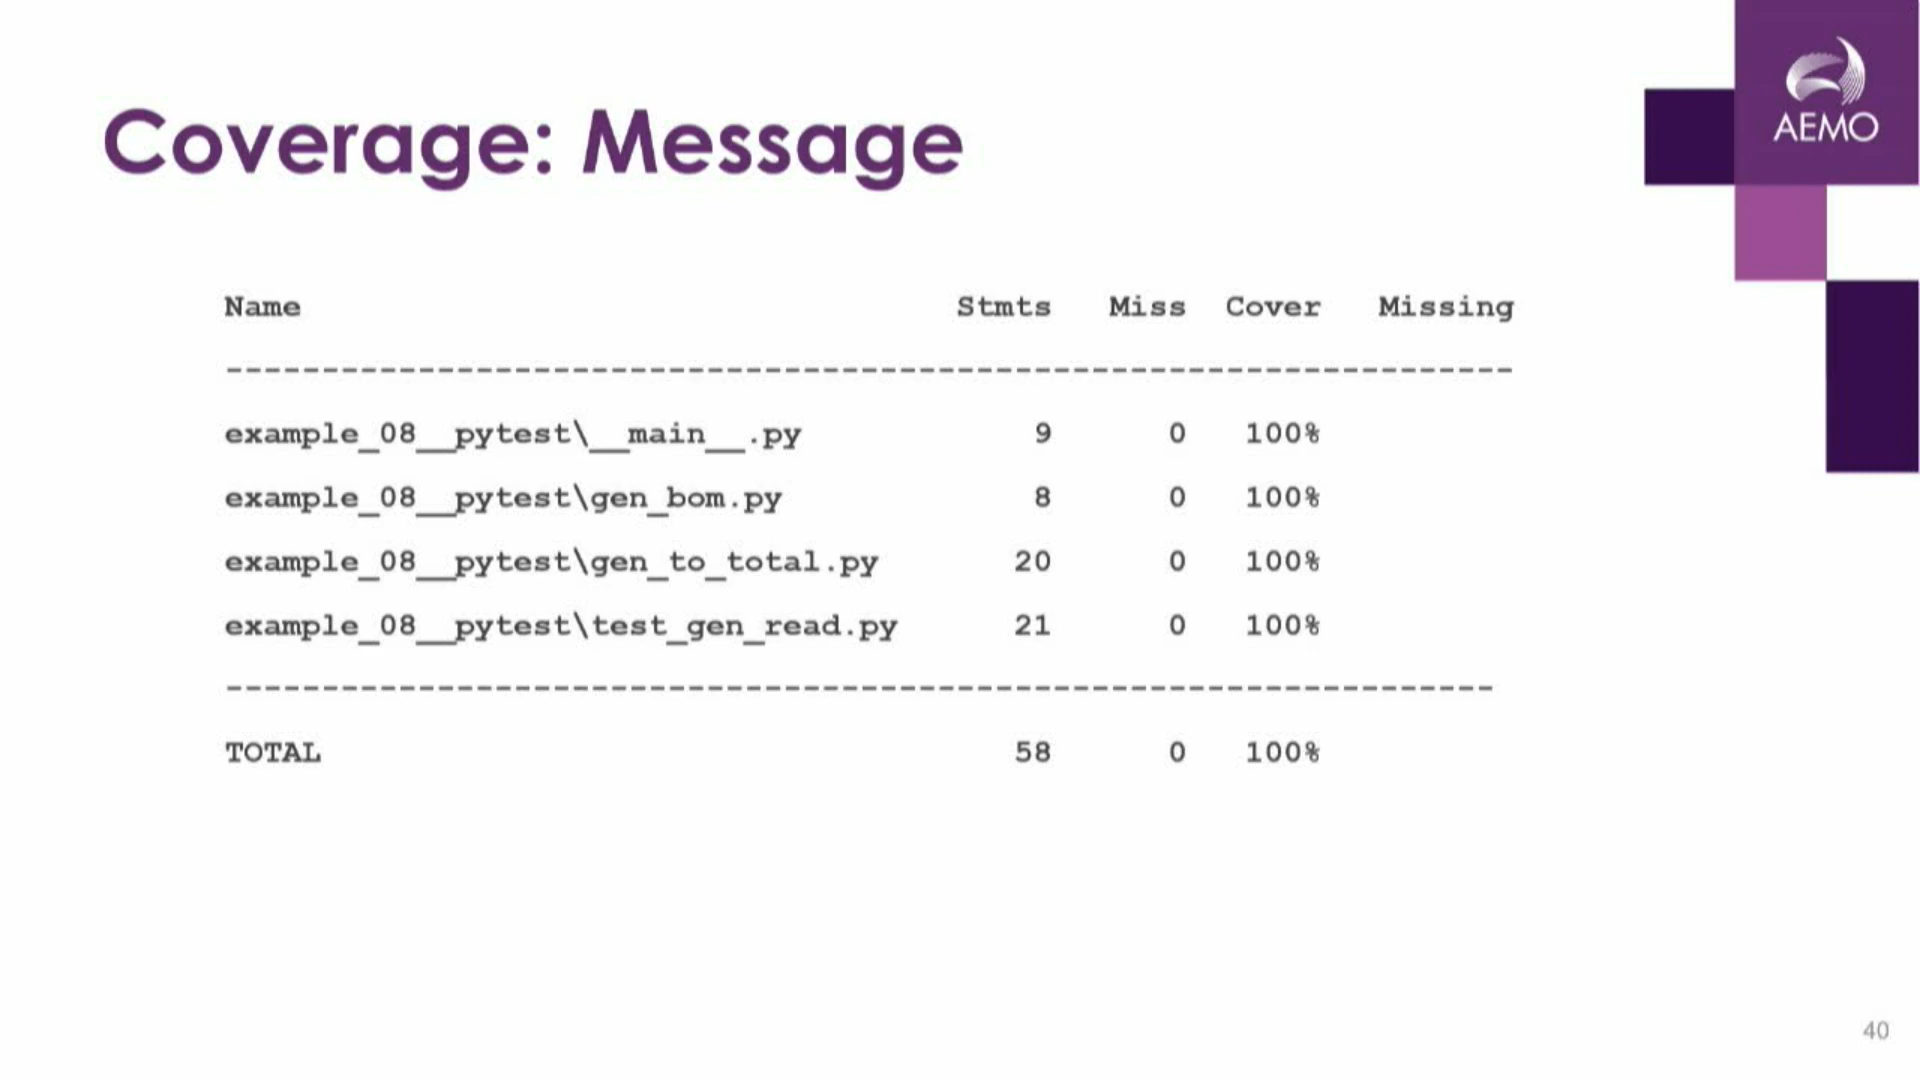 AEMO
Coverage: Message
Name Stmts Miss Cover Missing
-------------------------------------------------------------------
example_08__pytest\__main__.py 9 0 100%
example_08__pytest\gen_bom.py 8 0 100%
example_08__pytest\gen_to_total.py 20 0 100%
example_08__pytest\test_gen_read.py 21 0 100%
------------------------------------------------------------------
TOTAL 58 0 100%
40